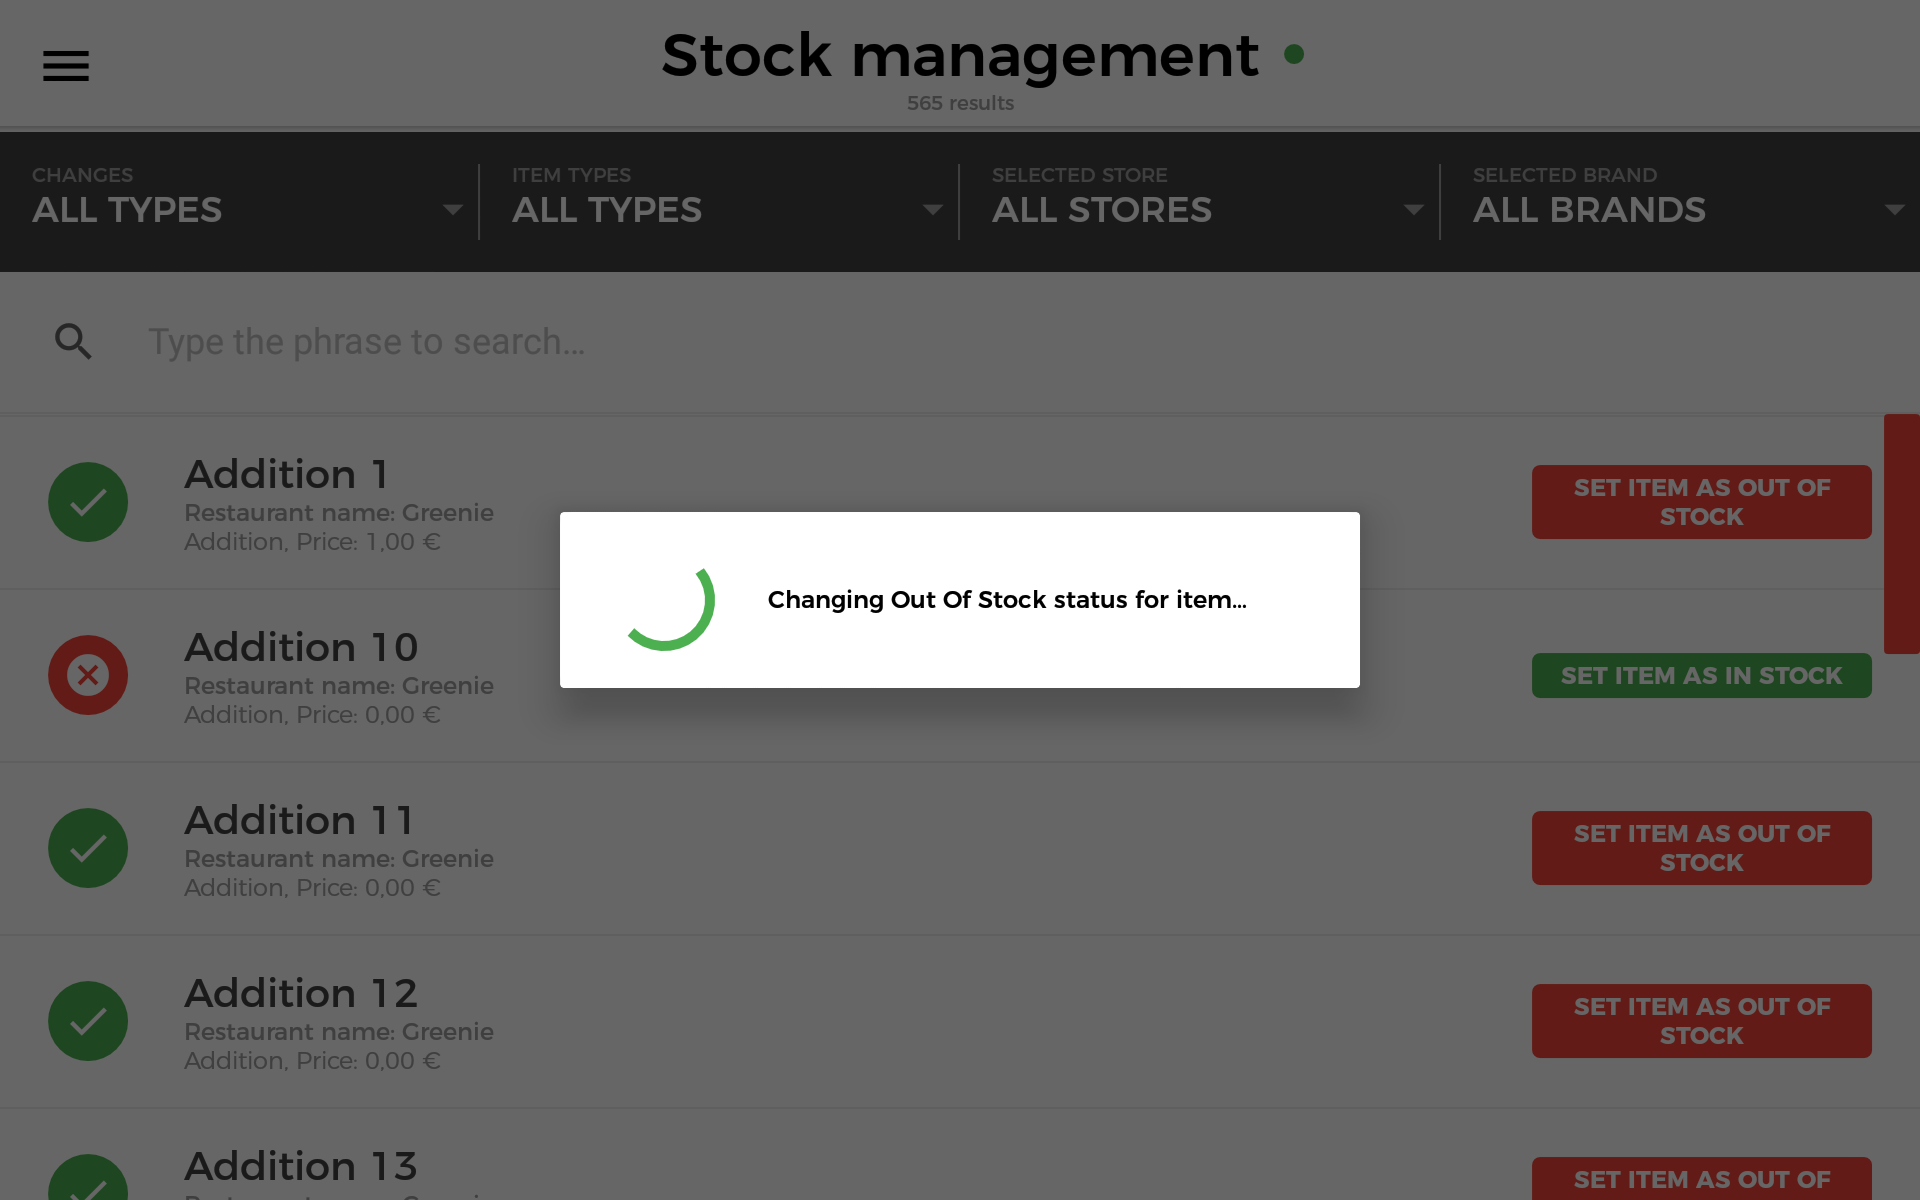 Stock management
565 results
CHANGES
ALL TYPES
ITEM TYPES
ALL TYPES
SELECTED STORE
ALL STORES
SELECTED BRAND
ALL BRANDS
Type the phrase to search...
Addition 1
Restaurant name: Greenie
Addition, Price: 1,00 €
SET ITEM AS OUT OF
STOCK
Changing Out Of Stock status for item...
Addition 10
Restaurant name: Greenie
Addition, Price: 0,00 €
SET ITEM AS IN STOCK
Addition 11
Restaurant name: Greenie
Addition, Price: 0,00 €
SET ITEM AS OUT OF
STOCK
Addition 12
Restaurant name: Greenie
Addition, Price: 0,00 €
SET ITEM AS OUT OF
STOCK
Addition 13
SET ITEM AS OUT OF